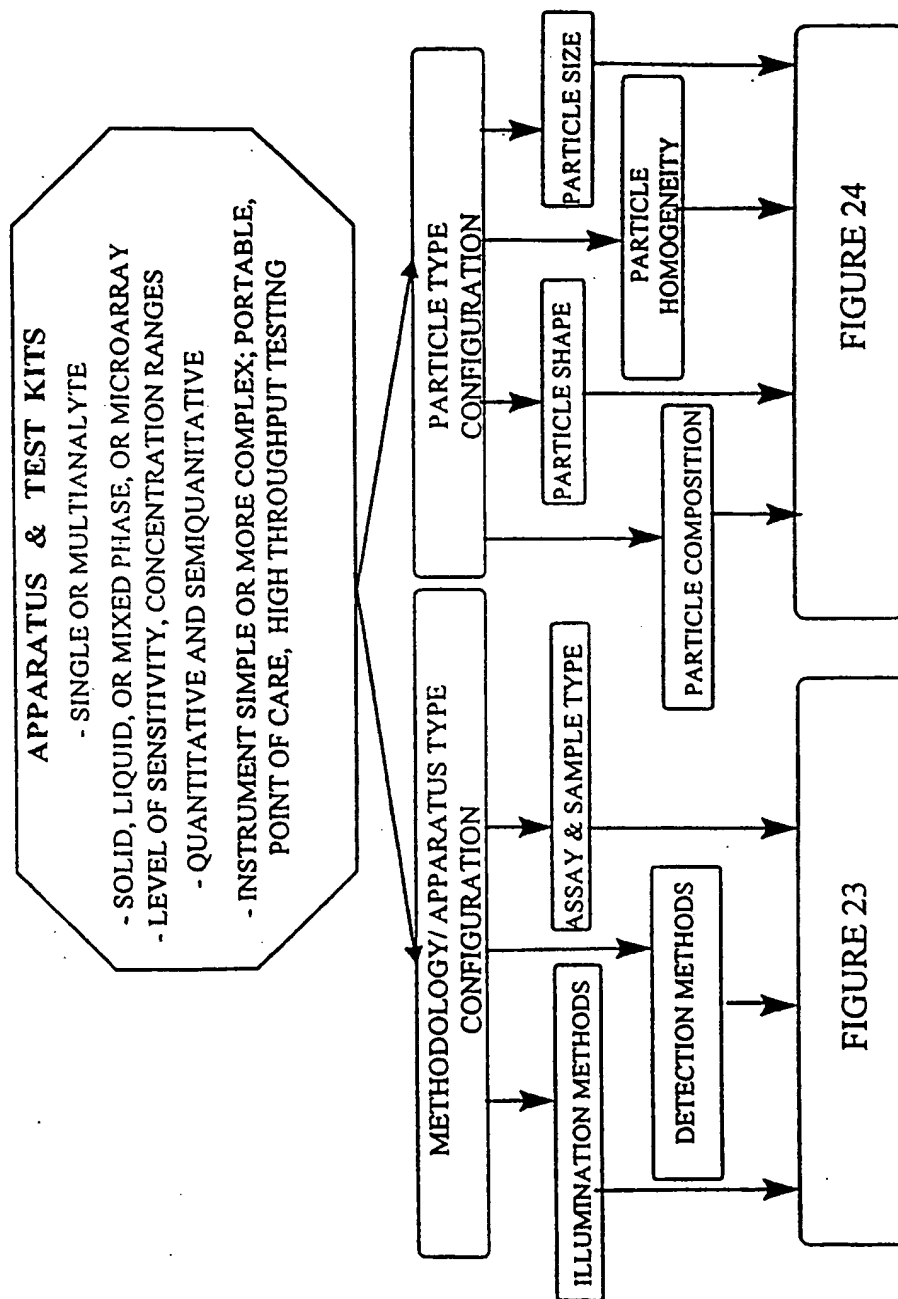 APPARATUS & TEST KITS
- SINGLE OR MULTIANALYTE
- SOLID, LIQUID, OR MIXED PHASE, OR MICROARRAY
- LEVEL OF SENSITIVITY, CONCENTRATION RANGES
- QUANTITATIVE AND SEMIQUANITATIVE
- INSTRUMENT SIMPLE OR MORE COMPLEX; PORTABLE,
POINT OF CARE, HIGH THROUGHPUT TESTING
METHODOLOGY/ APPARATUS TYPE
CONFIGURATION
PARTICLE TYPE
CONFIGURATION
ILLUMINATION METHODS
DETECTION METHODS
ASSAY & SAMPLE TYPE
PARTICLE COMPOSITION
PARTICLE SHAPE
PARTICLE
HOMOGENEITY
PARTICLE SIZE
FIGURE 23
FIGURE 24